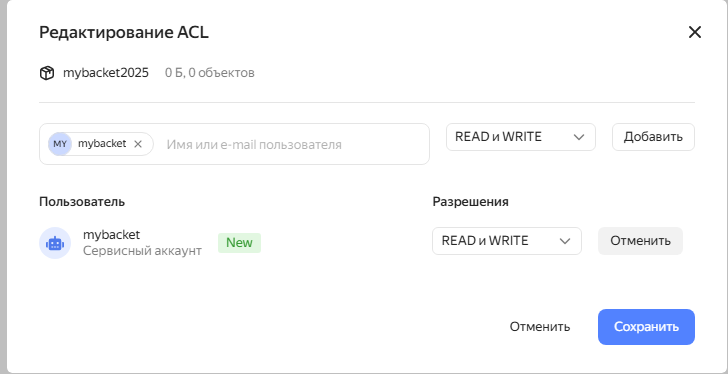 Редактирование ACL
mybacket2025 0 Б, 0 объектов
MY mybacket Имя или e-mail пользователя READ и WRITE Добавить
Пользователь Разрешения
mybacket
Сервисный аккаунт New READ и WRITE Отменить
Отменить Сохранить